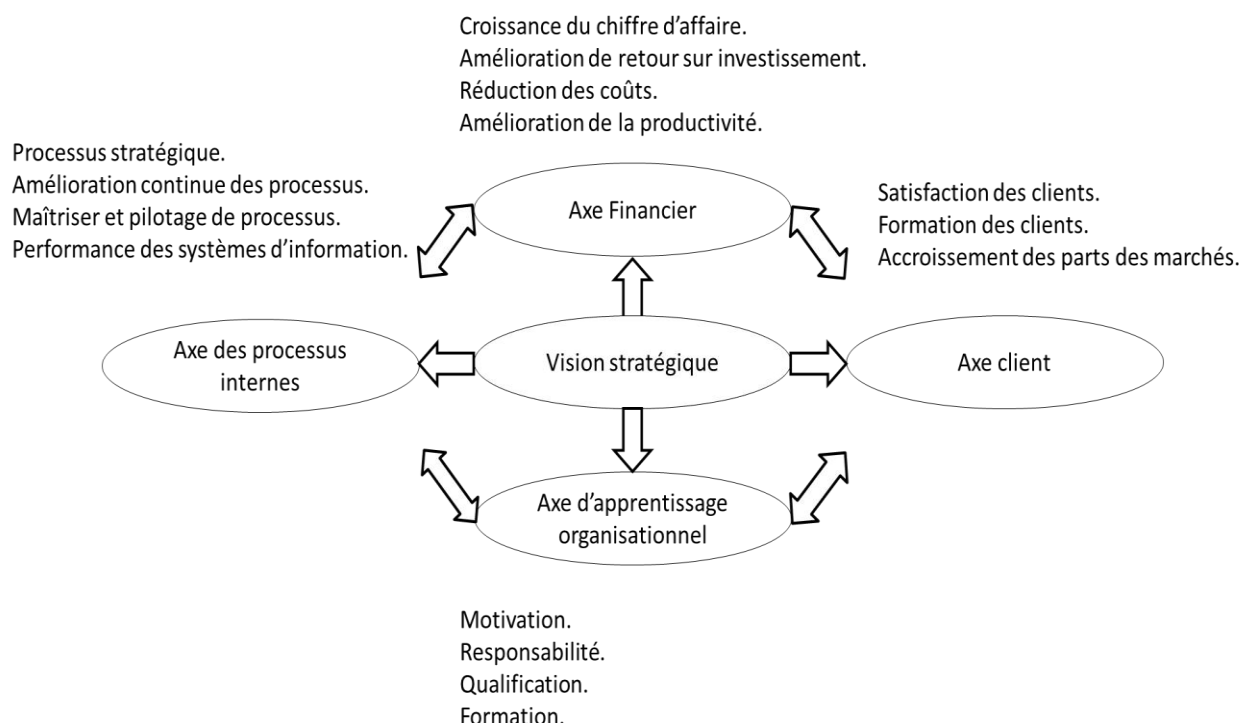 Croissance du chiffre d’affaire.
Amélioration de retour sur investissement.
Réduction des coûts.
Amélioration de la productivité.
Processus stratégique.
Amélioration continue des processus.
Maîtriser et pilotage de processus.
Performance des systèmes d’information.
Axe Financier
Satisfaction des clients.
Formation des clients.
Accroissement des parts des marchés.
Axe des processus
internes
Vision stratégique
Axe client
Axe d’apprentissage
organisationnel
Motivation.
Responsabilité.
Qualification.
Formation.